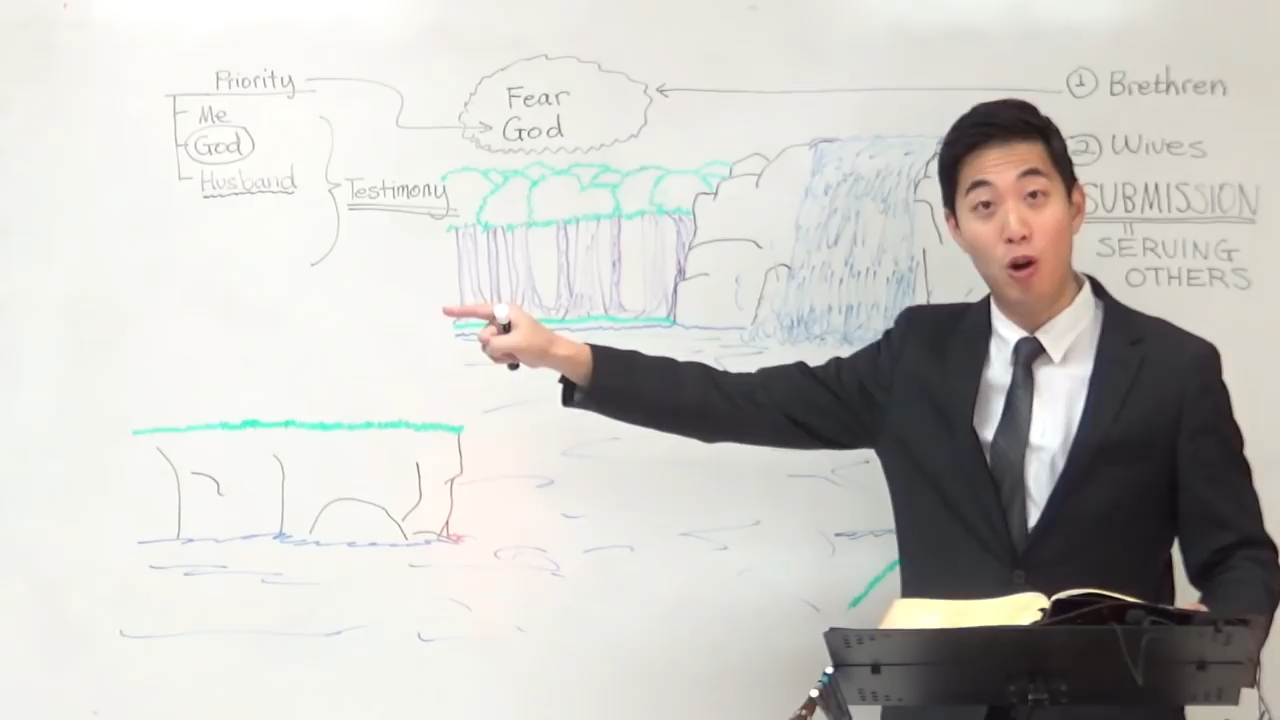 Priority
Me
God
Husband
Testimony
Fear
God
1 Brethren
2 Wives
SUBMISSION
=
SERVING
OTHERS